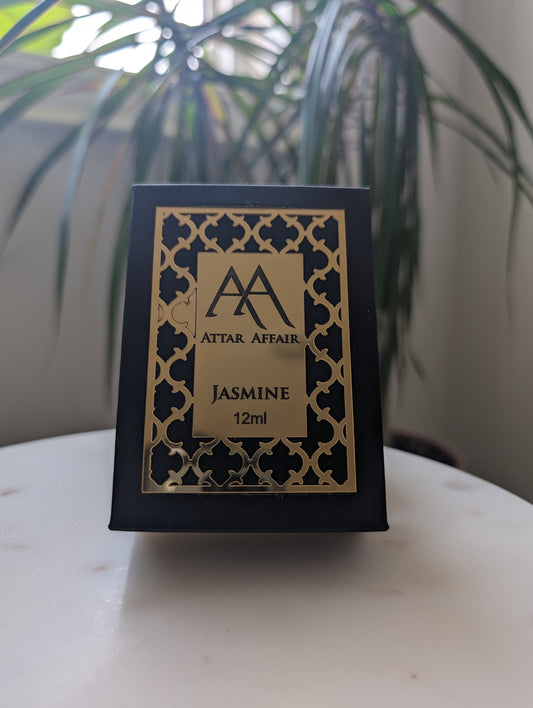 AA
ATTAR AFFAIR
JASMINE
12ml